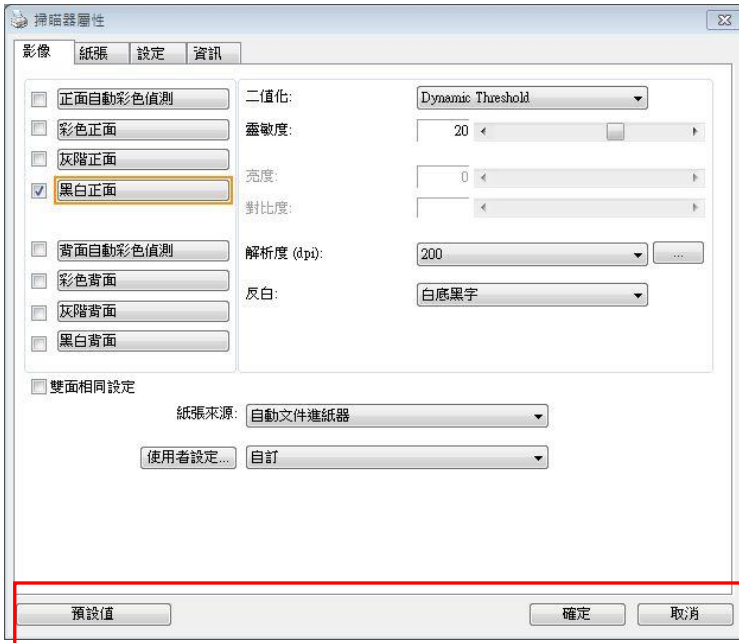 掃瞄器屬性
影像 紙張 設定 資訊
正面自動彩色偵測
彩色正面
灰階正面
黑白正面
背面自動彩色偵測
彩色背面
灰階背面
黑白背面
二值化: Dynamic Threshold
靈敏度: 20
亮度: 0
對比度:
解析度 (dpi): 200 ...
反白: 白底黑字
雙面相同設定
紙張來源: 自動文件進紙器
使用者設定... 自訂
預設值 確定 取消